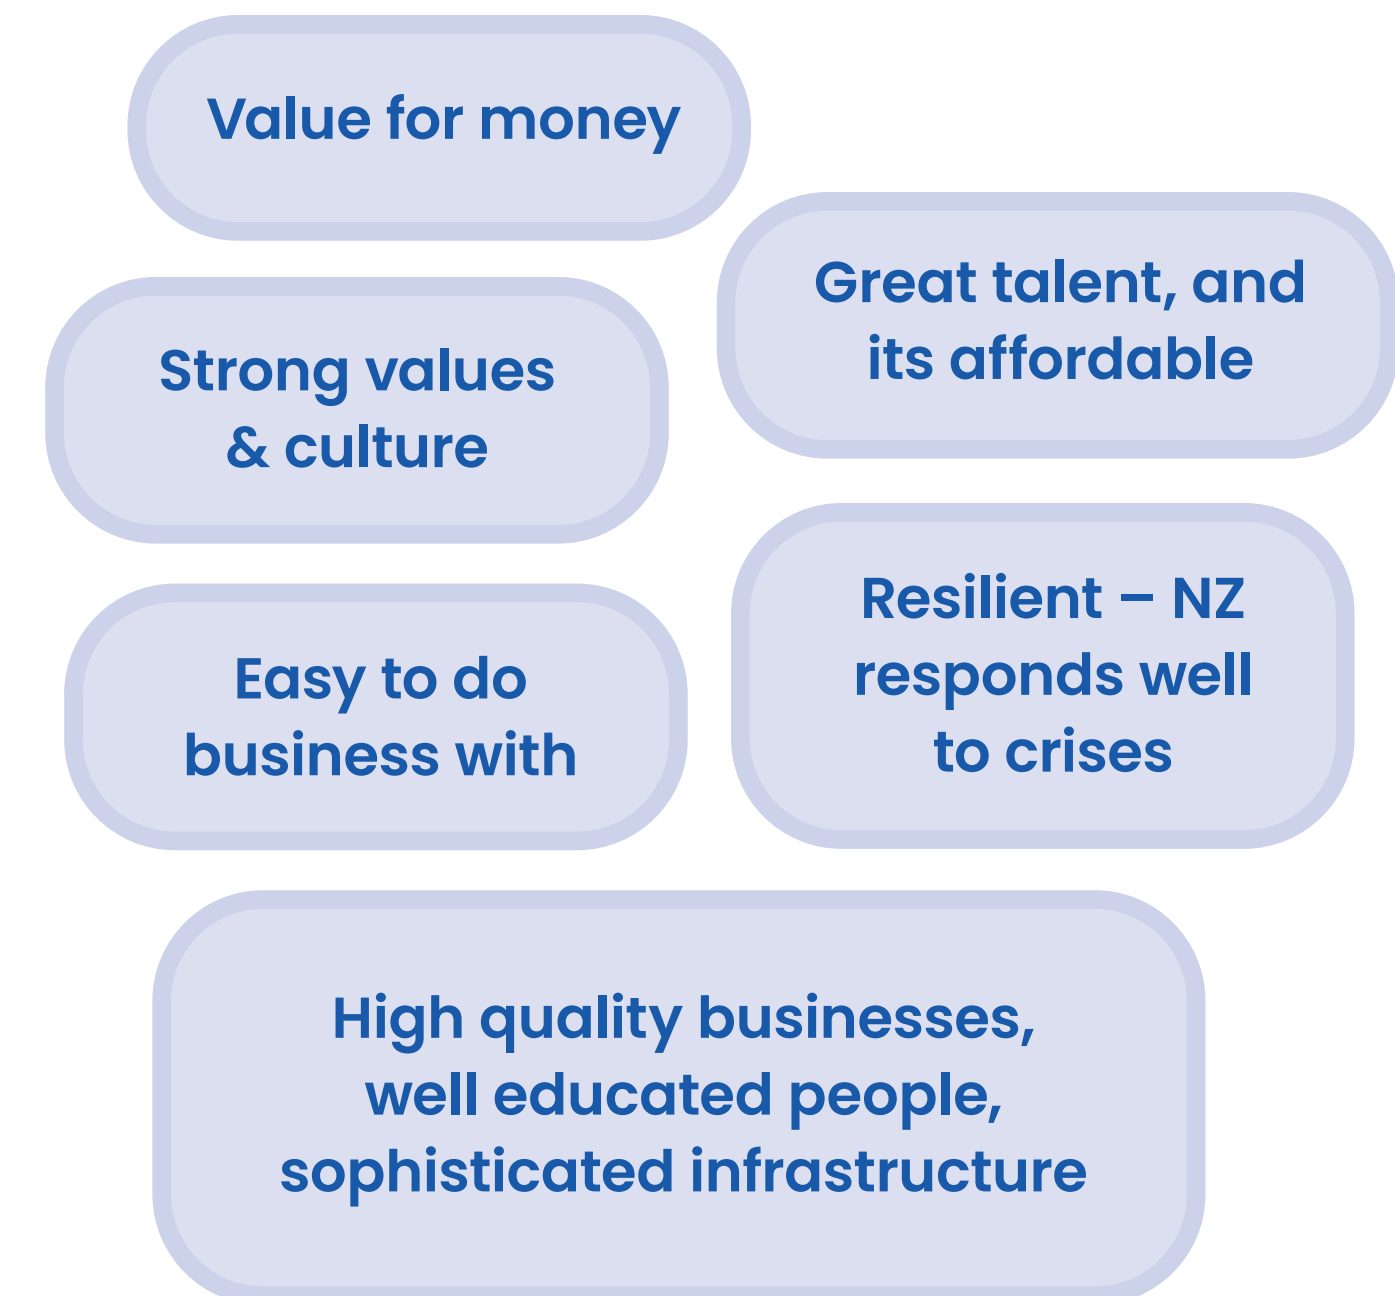 Value for money
Great talent, and
its affordable
Strong values
& culture
Resilient – NZ
responds well
to crises
Easy to do
business with
High quality businesses,
well educated people,
sophisticated infrastructure